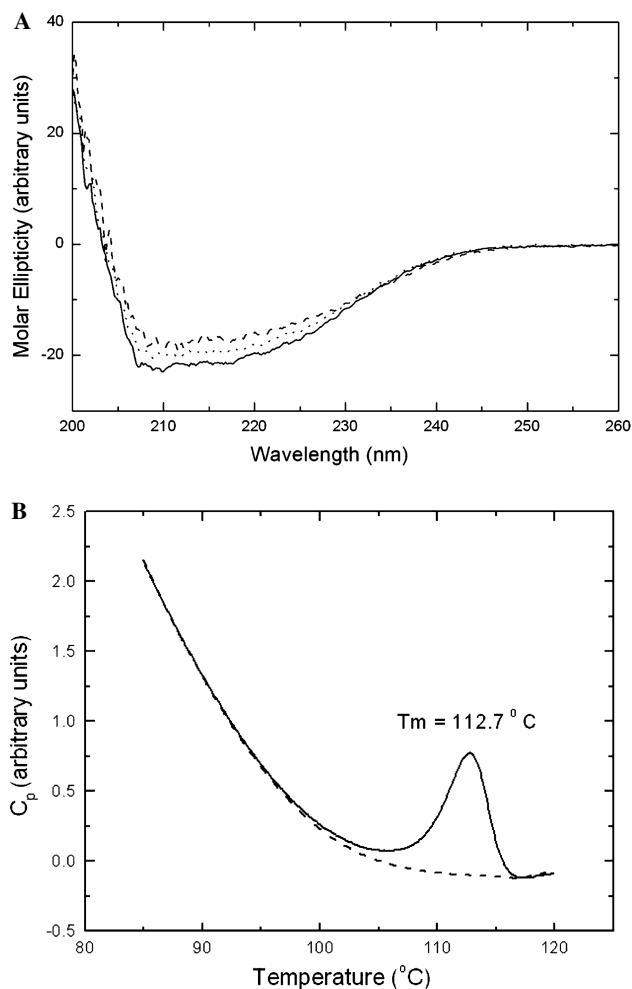 A
40
20
0
-20
Molar Ellipticity (arbitrary units)
200 210 220 230 240 250 260
Wavelength (nm)
B
2.5
2.0
1.5
1.0
0.5
0.0
-0.5
Cp (arbitrary units)
Tm = 112.7 ° C
80 90 100 110 120
Temperature (°C)